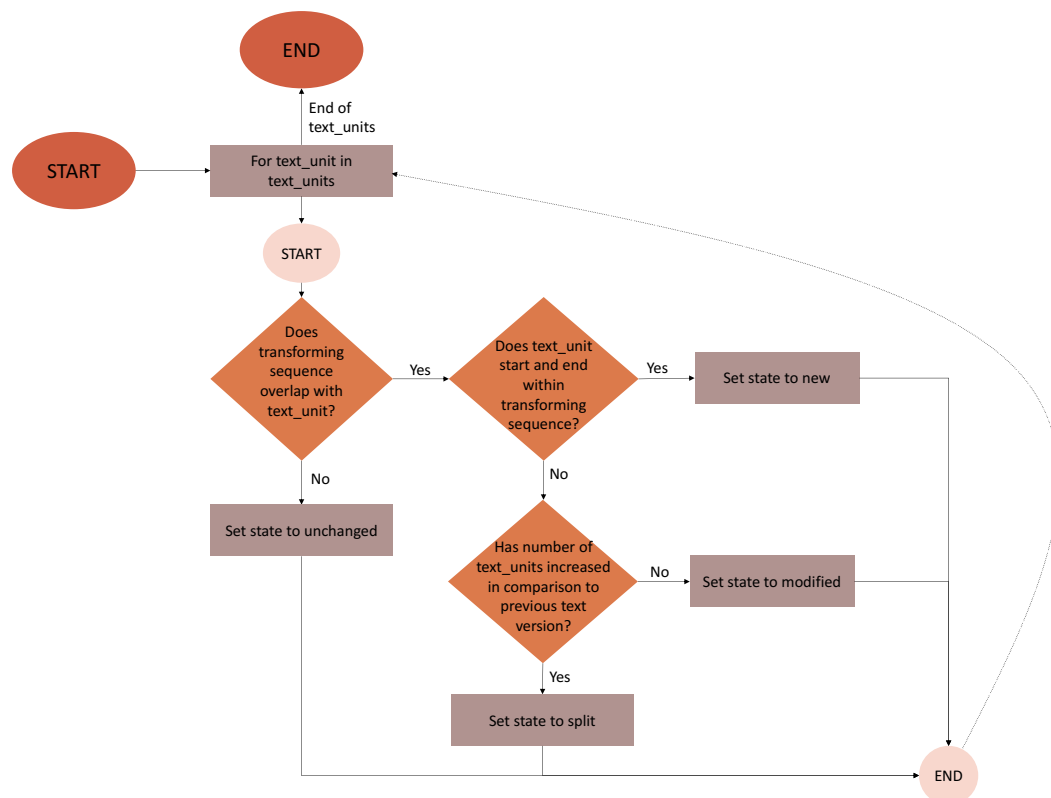 END
End of
text_units
START
For text_unit in
text_units
START
Does
transforming
sequence
overlap with
text_unit?
Yes
Does text_unit
start and end
within
transforming
sequence?
Yes
Set state to new
No
No
Set state to unchanged
Has number of
text_units increased
in comparison to
previous text
version?
No
Set state to modified
Yes
Set state to split
END